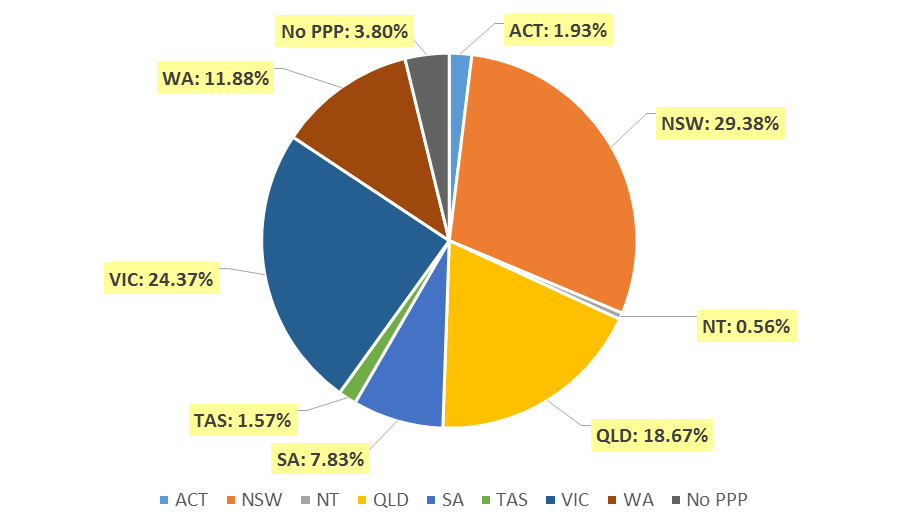 No PPP: 3.80%
ACT: 1.93%
WA: 11.88%
NSW: 29.38%
VIC: 24.37%
NT: 0.56%
TAS: 1.57%
QLD: 18.67%
SA: 7.83%
ACT NSW NT QLD SA TAS VIC WA No PPP